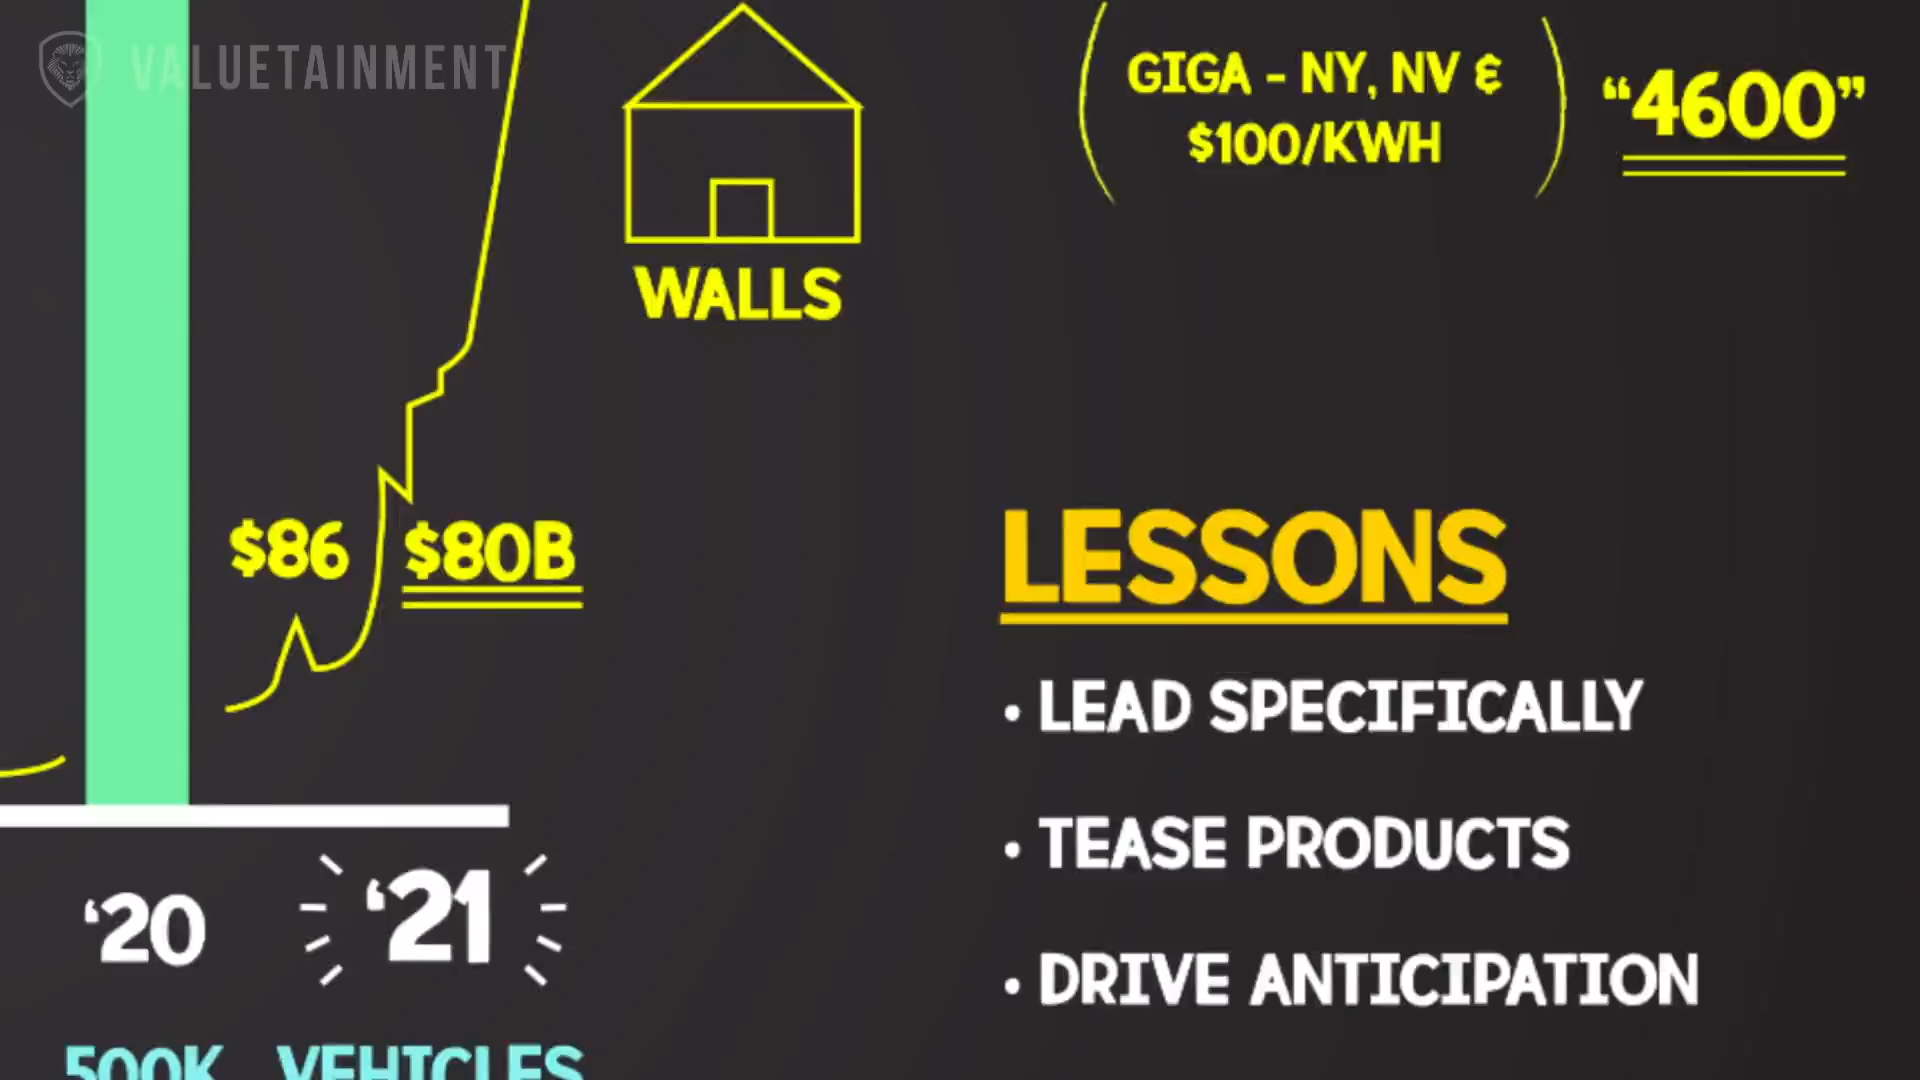 VALUETAINMENT
GIGA - NY, NV &
$100/KWH
“4600”
WALLS
$86
$80B
LESSONS
• LEAD SPECIFICALLY
• TEASE PRODUCTS
• DRIVE ANTICIPATION
‘20
‘21
500K VEHICLES